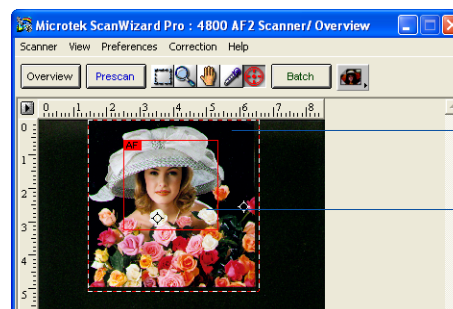 Microtek ScanWizard Pro : 4800 AF2 Scanner/ Overview
Scanner View Preferences Correction Help
Overview Prescan Batch
0 1 2 3 4 5 6 7 8
0
AF
1
2
3
4
5